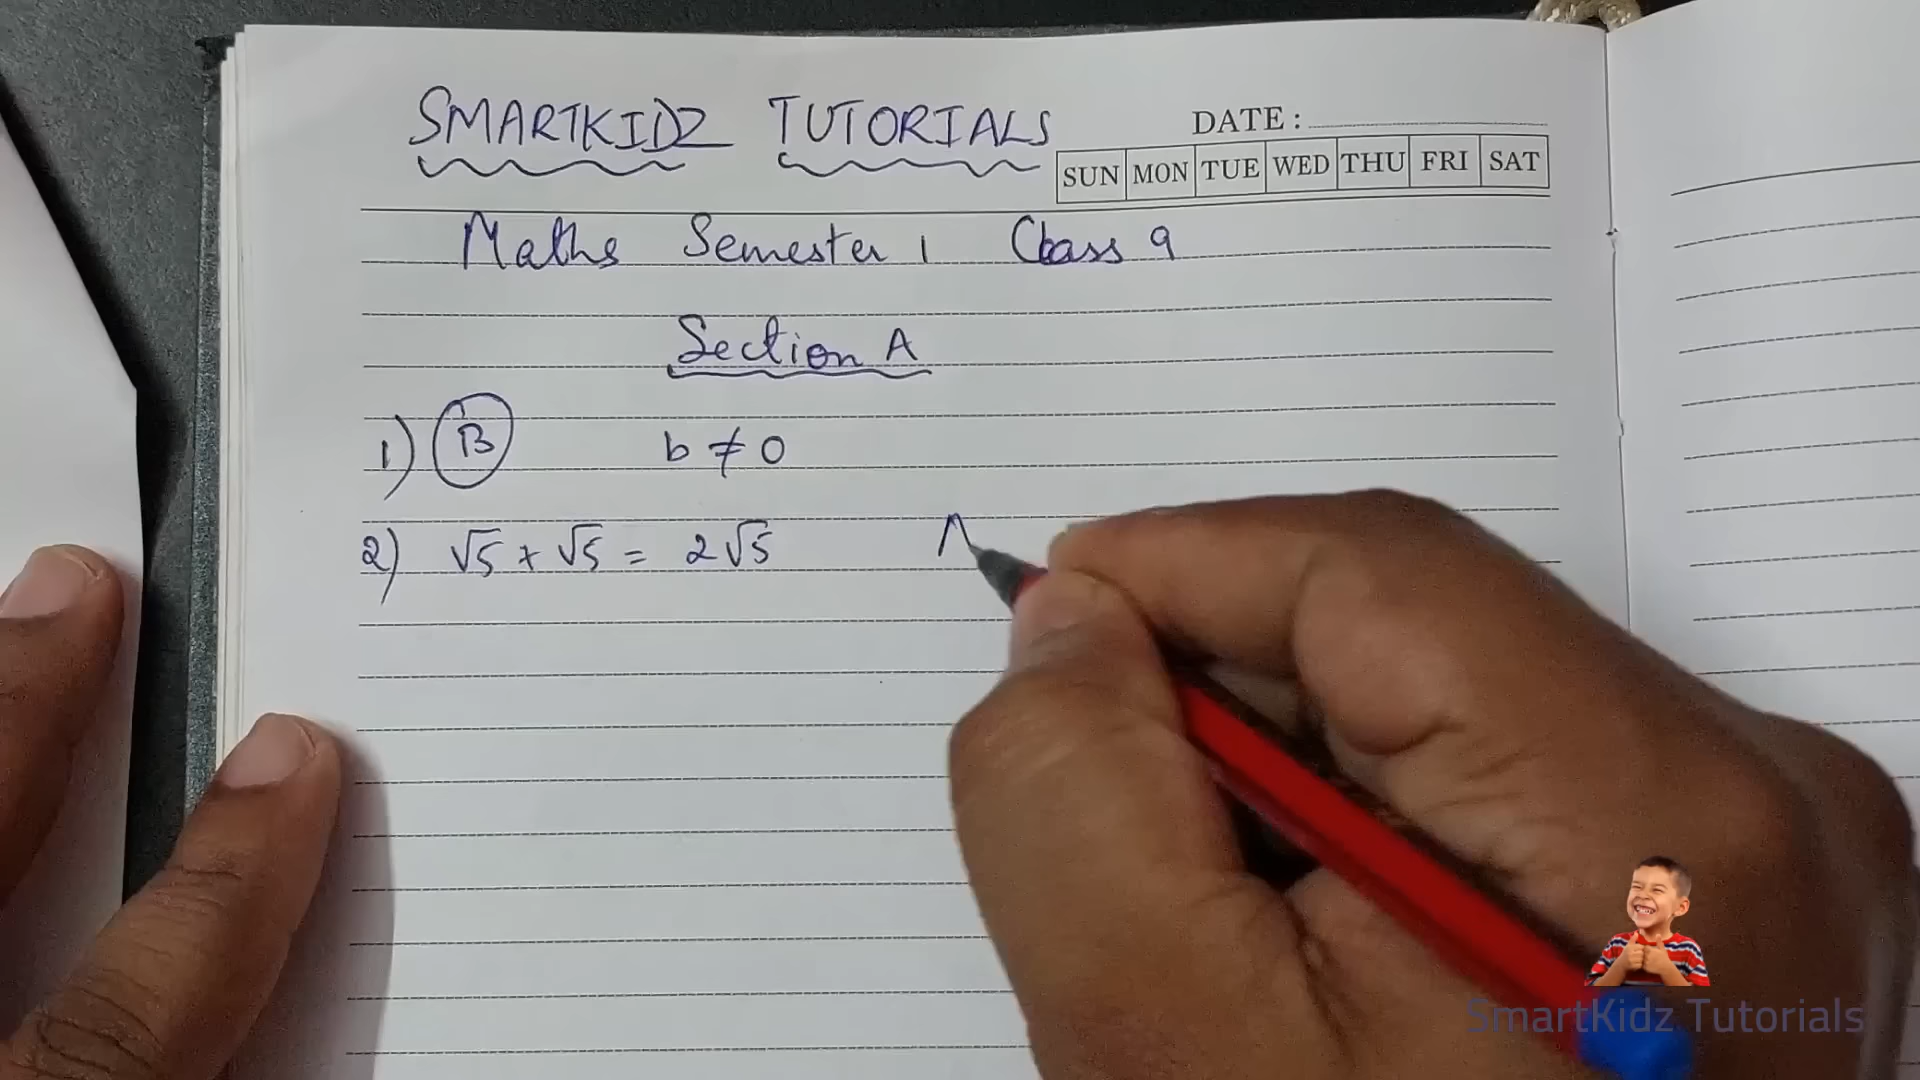 SMARTKIDZ TUTORIALS
DATE :
SUN MON TUE WED THU FRI SAT
Maths Semester 1 Class 9
Section A
1) B b ≠ 0
2) √5 + √5 = 2√5
SmartKidz Tutorials